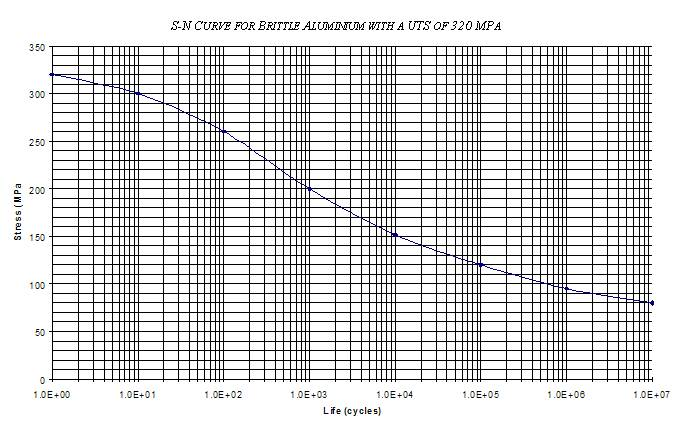 S-N CURVE FOR BRITTLE ALUMINIUM WITH A UTS OF 320 MPA
350
300
250
200
150
100
50
0
Stress (MPa
1.0E+00 1.0E+01 1.0E+02 1.0E+03 1.0E+04 1.0E+05 1.0E+06 1.0E+07
Life (cycles)